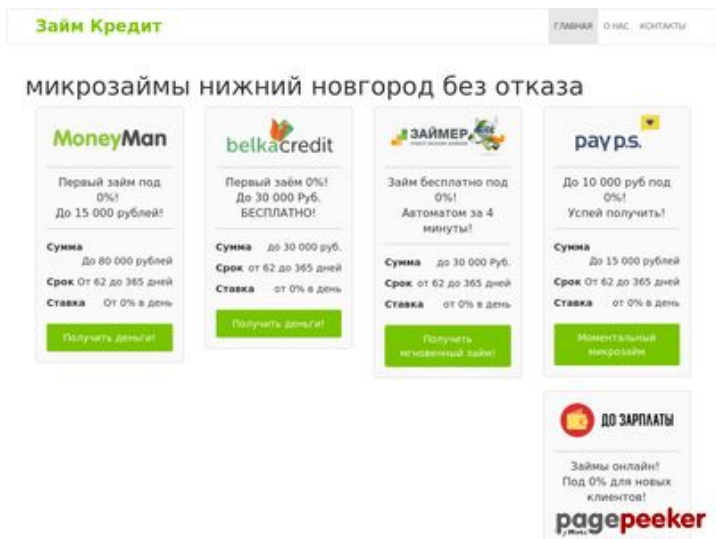 Займ Кредит
ГЛАВНАЯ О НАС. КОНТАКТЫ
микрозаймы нижний новгород без отказа
MoneyMan
Первый займ под
0%!
До 15 000 рублей!
Сумма
До 80 000 рублей
Срок От 62 до 365 дней
Ставка От 0% в день
Получить деньги!
belkacredit
Первый заём 0%!
До 30 000 Руб.
БЕСПЛАТНО!
Сумма до 30 000 руб.
Срок от 62 до 365 дней
Ставка от 0% в день
Получить деньги!
ЗАЙМЕР
Займ бесплатно под
0%!
Автоматом за 4
минуты!
Сумма до 30 000 Руб.
Срок от 62 до 365 дней
Ставка от 0% в день
Получить
мгновенный займ!
pay p.s.
До 10 000 руб под
0%!
Успей получить!
Сумма
До 15 000 рублей
Срок От 62 до 365 дней
Ставка от 0% в день
Моментальный
микрозайм
ДО ЗАРПЛАТЫ
Займы онлайн!
Под 0% для новых
клиентов!
pagepeeker